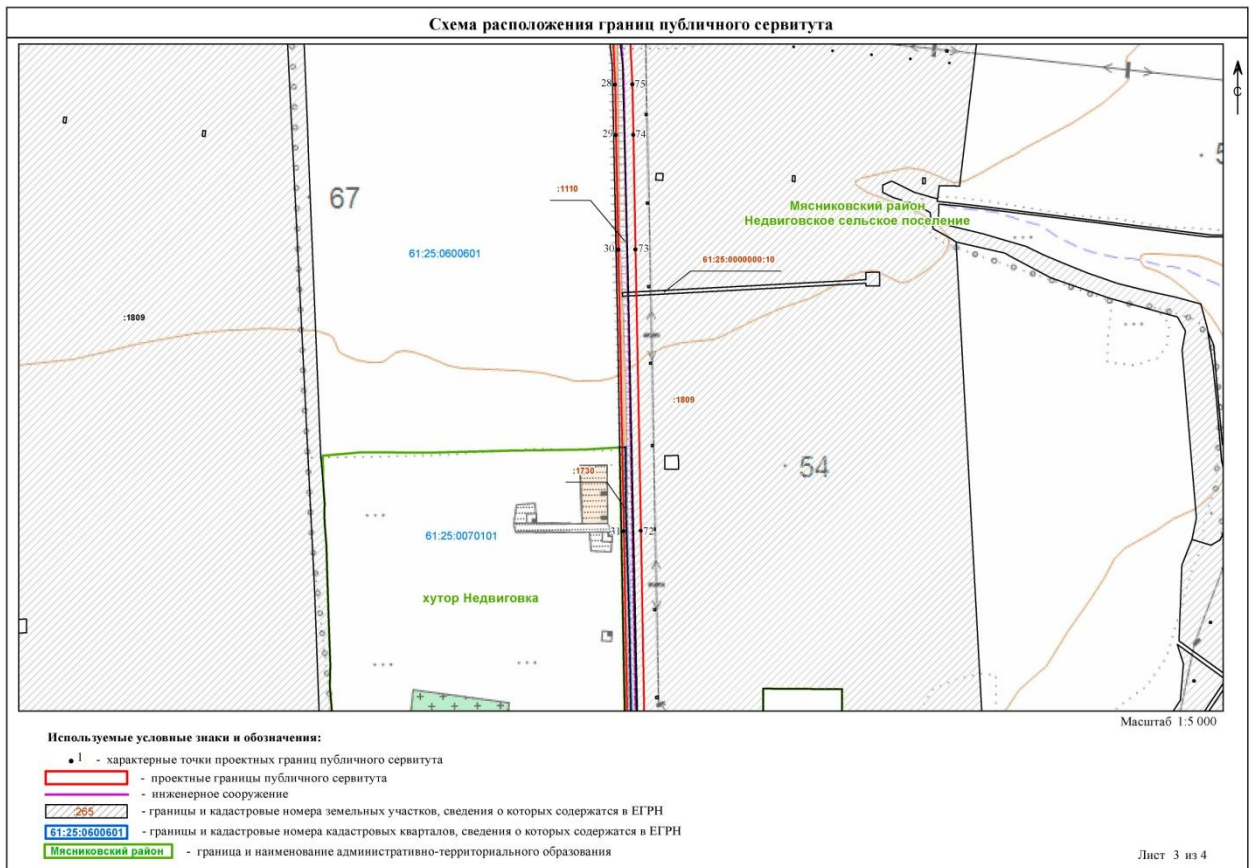 Схема расположения границ публичного сервитута
С
28
75
29
74
67
:1110
Мясниковский район
Недвиговское сельское поселение
30
73
61:25:0600601
61:25:0000000:10
:1809
:1809
:1730
54
61:25:0070101
31
72
хутор Недвиговка
Масштаб 1:5 000
Используемые условные знаки и обозначения:
1 - характерные точки проектных границ публичного сервитута
- проектные границы публичного сервитута
- инженерное сооружение
265 - границы и кадастровые номера земельных участков, сведения о которых содержатся в ЕГРН
61:25:0600601 - границы и кадастровые номера кадастровых кварталов, сведения о которых содержатся в ЕГРН
Мясниковский район - граница и наименование административно-территориального образования
Лист 3 из 4